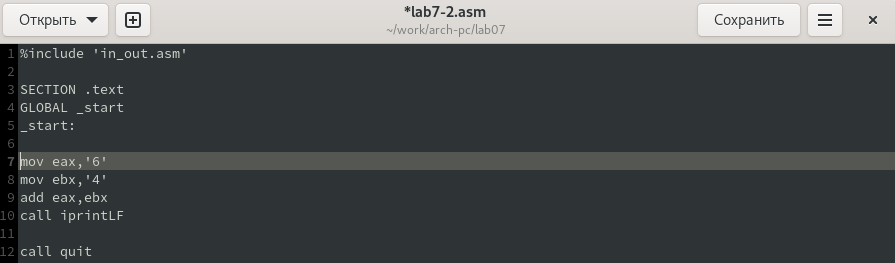 Открыть
*lab7-2.asm
~/work/arch-pc/lab07
Сохранить
1 %include 'in_out.asm'
2
3 SECTION .text
4 GLOBAL _start
5 _start:
6
7 mov eax,'6'
8 mov ebx,'4'
9 add eax,ebx
10 call iprintLF
11
12 call quit